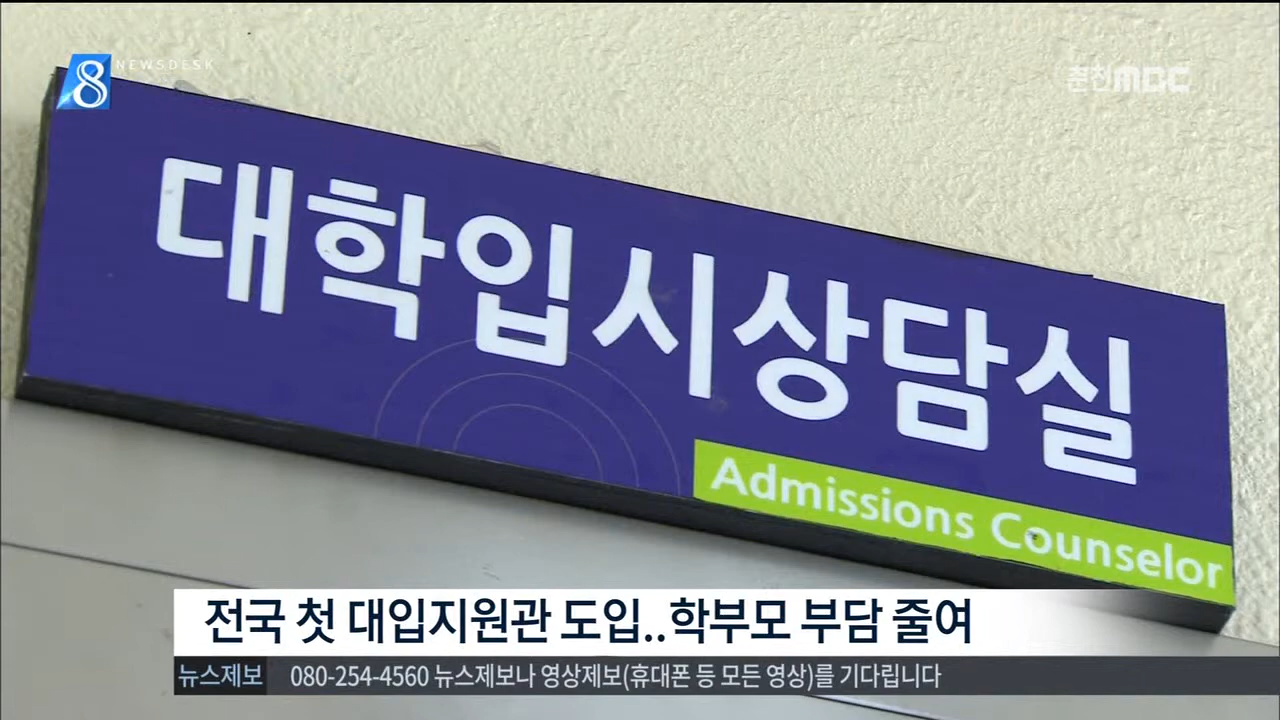 8 NEWSDESK
춘천MBC
대학입시상담실
Admissions Counselor
전국 첫 대입지원관 도입..학부모 부담 줄여
뉴스제보 080-254-4560 뉴스제보나 영상제보(휴대폰 등 모든 영상)를 기다립니다